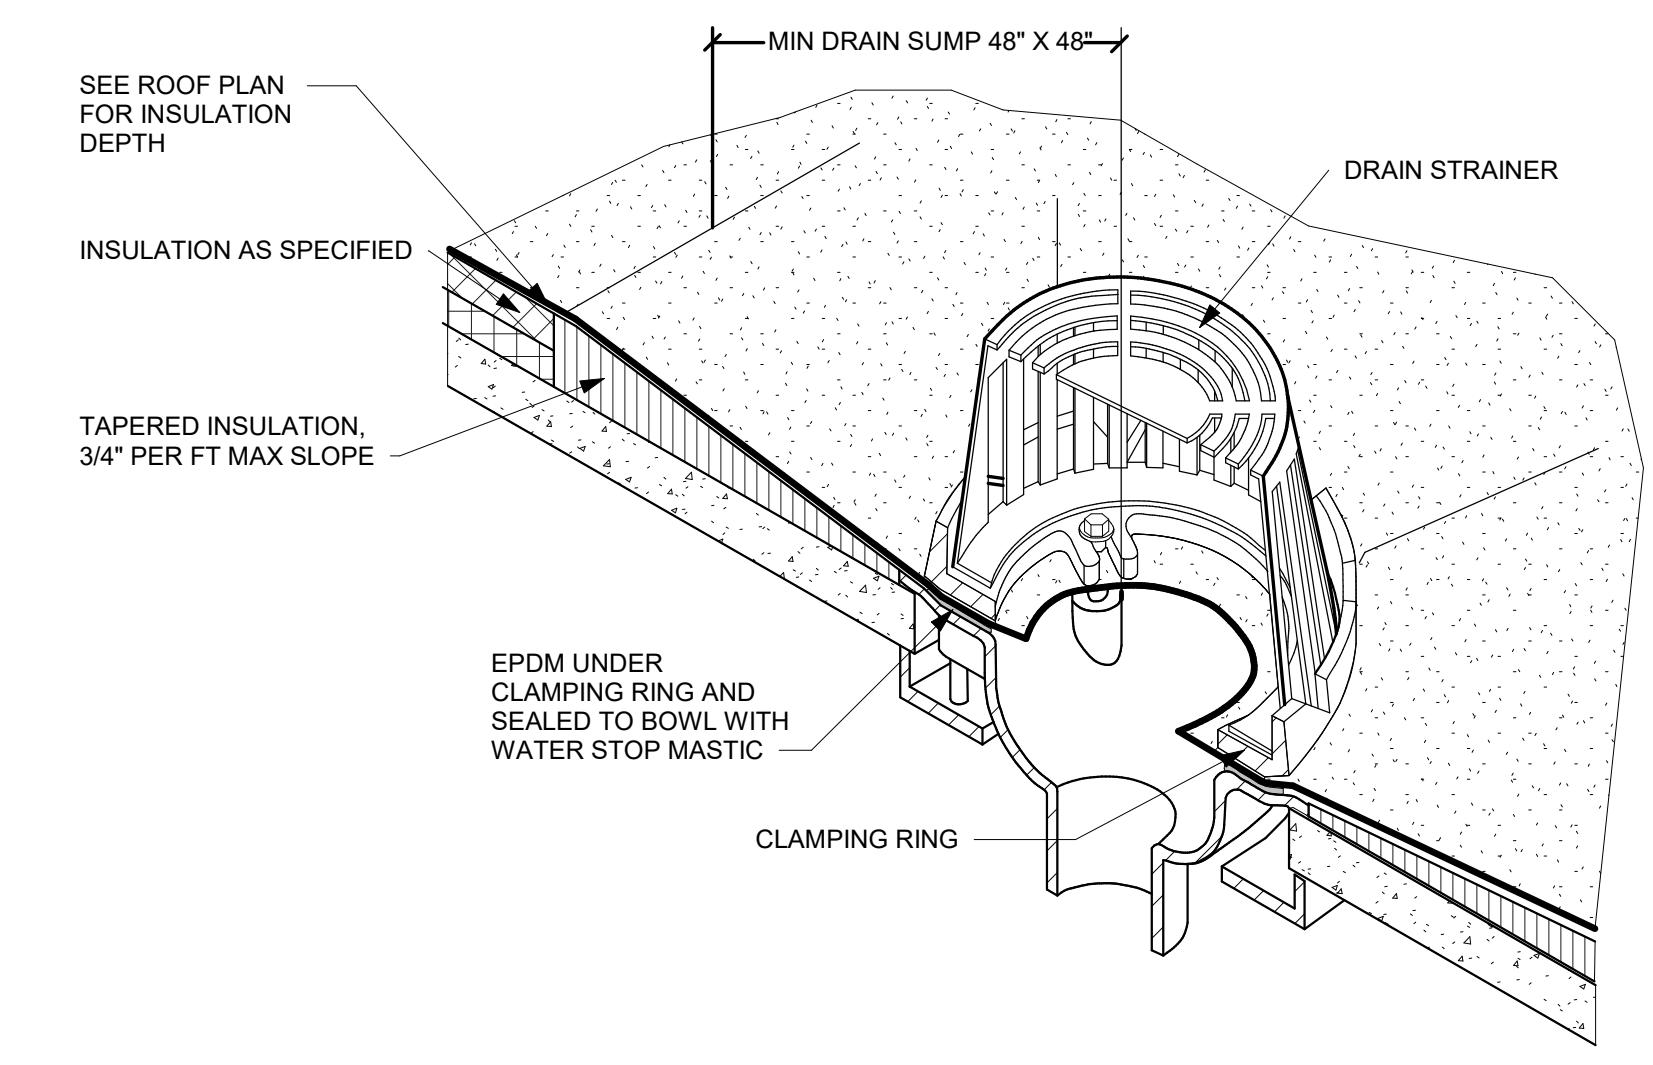 MIN DRAIN SUMP 48" X 48"
SEE ROOF PLAN
FOR INSULATION
DEPTH
DRAIN STRAINER
INSULATION AS SPECIFIED
TAPERED INSULATION,
3/4" PER FT MAX SLOPE
EPDM UNDER
CLAMPING RING AND
SEALED TO BOWL WITH
WATER STOP MASTIC
CLAMPING RING